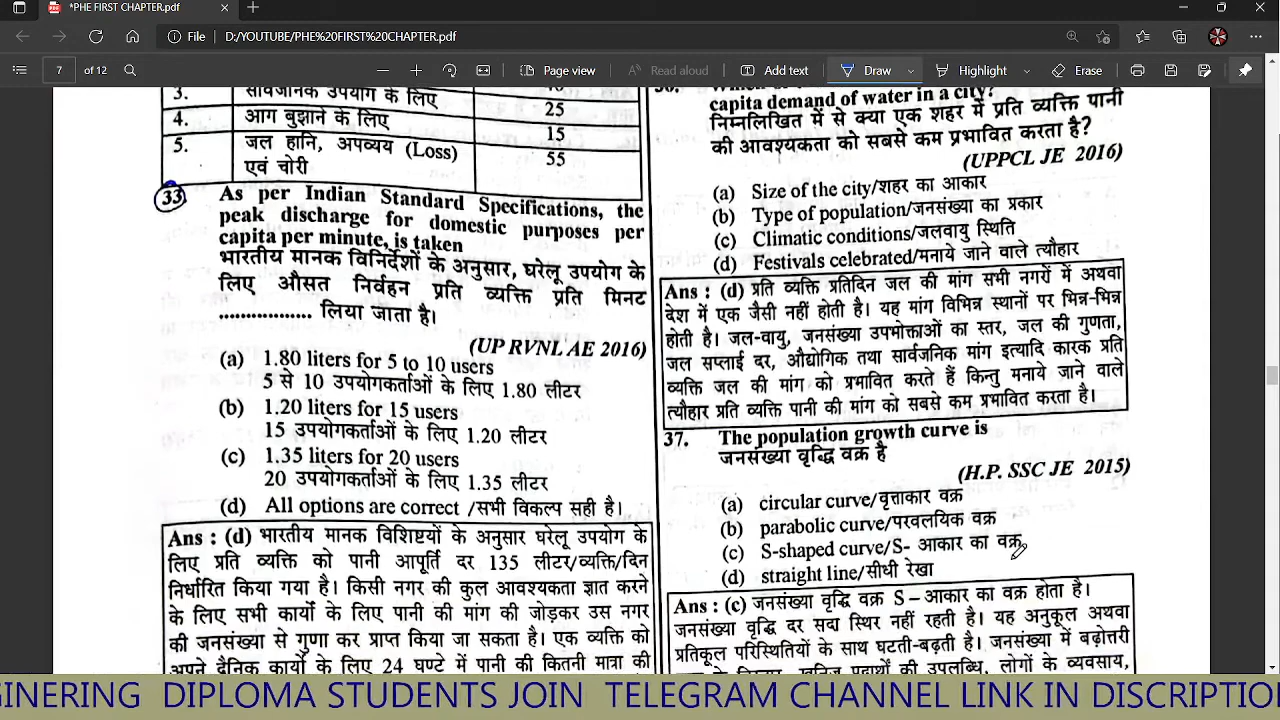 *PHE FIRST CHAPTER.pdf
File D:/YOUTUBE/PHE%20FIRST%20CHAPTER.pdf
7 of 12 Page view Read aloud Add text Draw Highlight Erase
3. सार्वजनिक उपयोग के लिए
4. आग बुझाने के लिए 25
5. जल हानि, अपव्यय (Loss) 15
एवं चोरी 55
33 As per Indian Standard Specifications, the
peak discharge for domestic purposes per
capita per minute, is taken
भारतीय मानक विनिर्देशों के अनुसार, घरेलू उपयोग के
लिए औसत निर्वहन प्रति व्यक्ति प्रति मिनट
................. लिया जाता है।
(UP RVNL AE 2016)
(a) 1.80 liters for 5 to 10 users
5 से 10 उपयोगकर्ताओं के लिए 1.80 लीटर
(b) 1.20 liters for 15 users
15 उपयोगकर्ताओं के लिए 1.20 लीटर
(c) 1.35 liters for 20 users
20 उपयोगकर्ताओं के लिए 1.35 लीटर
(d) All options are correct /सभी विकल्प सही है।
Ans : (d) भारतीय मानक विशिष्टियों के अनुसार घरेलू उपयोग के
लिए प्रति व्यक्ति को पानी आपूर्ति दर 135 लीटर/व्यक्ति/दिन
निर्धारित किया गया है। किसी नगर की कुल आवश्यकता ज्ञात करने
के लिए सभी कार्यों के लिए पानी की मांग की जोड़कर उस नगर
की जनसंख्या से गुणा कर प्राप्त किया जा सकता है। एक व्यक्ति को
अपने दैनिक कार्यों के लिए 24 घण्टे में पानी की कितनी मात्रा की
capita demand of water in a city?
निम्नलिखित में से क्या एक शहर में प्रति व्यक्ति पानी
की आवश्यकता को सबसे कम प्रभावित करता है?
(UPPCL JE 2016)
(a) Size of the city/शहर का आकार
(b) Type of population/जनसंख्या का प्रकार
(c) Climatic conditions/जलवायु स्थिति
(d) Festivals celebrated/मनाये जाने वाले त्यौहार
Ans : (d) प्रति व्यक्ति प्रतिदिन जल की मांग सभी नगरों में अथवा
देश में एक जैसी नहीं होती है। यह मांग विभिन्न स्थानों पर भिन्न-भिन्न
होती है। जल-वायु, जनसंख्या उपभोक्ताओं का स्तर, जल की गुणता,
जल सप्लाई दर, औद्योगिक तथा सार्वजनिक मांग इत्यादि कारक प्रति
व्यक्ति जल की मांग को प्रभावित करते हैं किन्तु मनाये जाने वाले
त्यौहार प्रति व्यक्ति पानी की मांग को सबसे कम प्रभावित करता है।
37. The population growth curve is
जनसंख्या वृद्धि वक्र है
(H.P. SSC JE 2015)
(a) circular curve/वृत्ताकार वक्र
(b) parabolic curve/परवलयिक वक्र
(c) S-shaped curve/S- आकार का वक्र
(d) straight line/सीधी रेखा
Ans : (c) जनसंख्या वृद्धि वक्र S – आकार का वक्र होता है।
जनसंख्या वृद्धि दर सदा स्थिर नहीं रहती है। यह अनुकूल अथवा
प्रतिकूल परिस्थितियों के साथ घटती-बढ़ती है। जनसंख्या में बढ़ोत्तरी
खनिज पदार्थों की उपलब्धि, लोगों के व्यवसाय,
GINERING DIPLOMA STUDENTS JOIN TELEGRAM CHANNEL LINK IN DISCRIPTIO